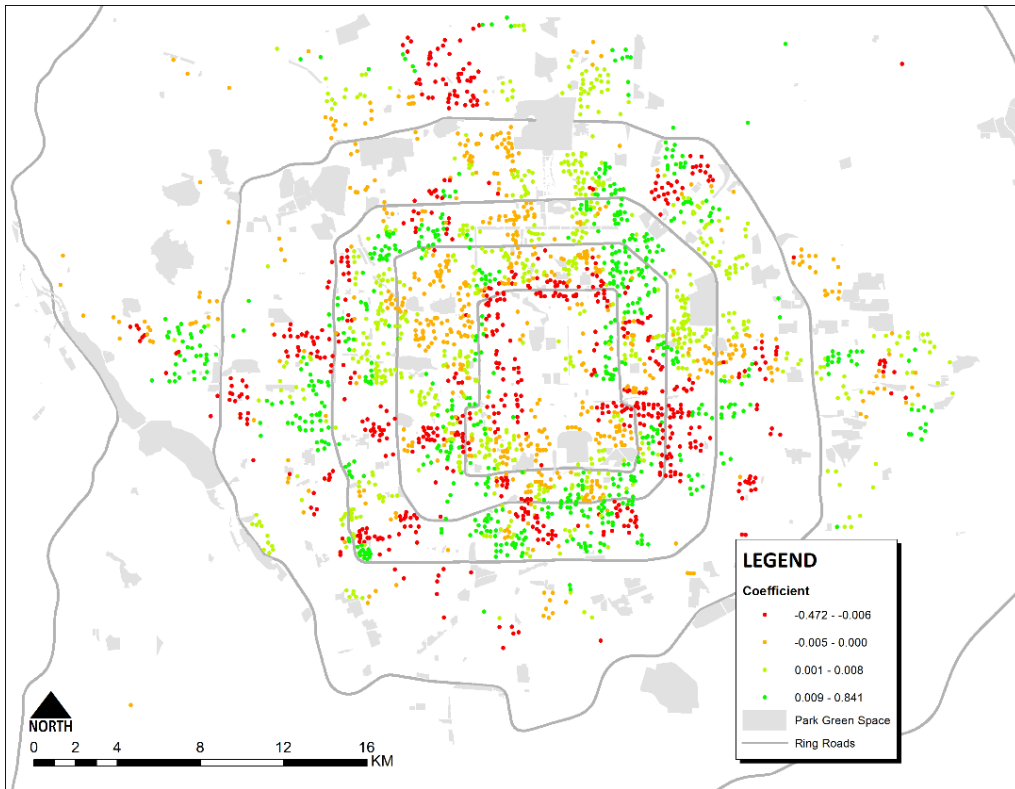 LEGEND
Coefficient
-0.472 - -0.006
-0.005 - 0.000
0.001 - 0.008
0.009 - 0.841
Park Green Space
Ring Roads
NORTH
0 2 4 8 12 16
KM